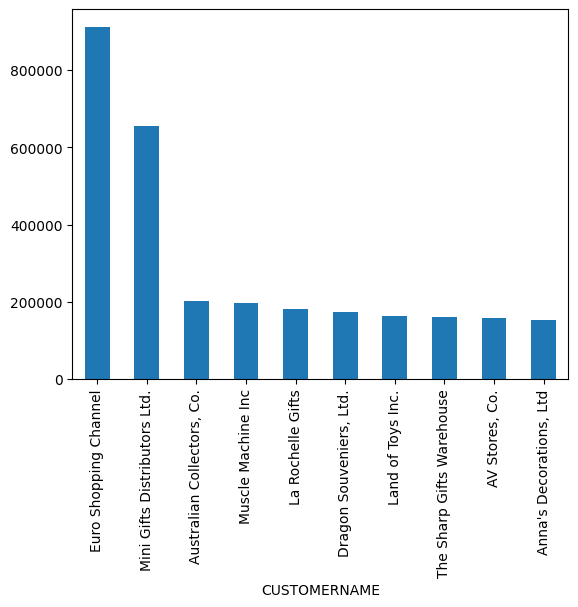 800000
600000
400000
200000
0
Euro Shopping Channel
Mini Gifts Distributors Ltd.
Australian Collectors, Co.
Muscle Machine Inc
La Rochelle Gifts
Dragon Souveniers, Ltd.
Land of Toys Inc.
The Sharp Gifts Warehouse
AV Stores, Co.
Anna's Decorations, Ltd
CUSTOMERNAME